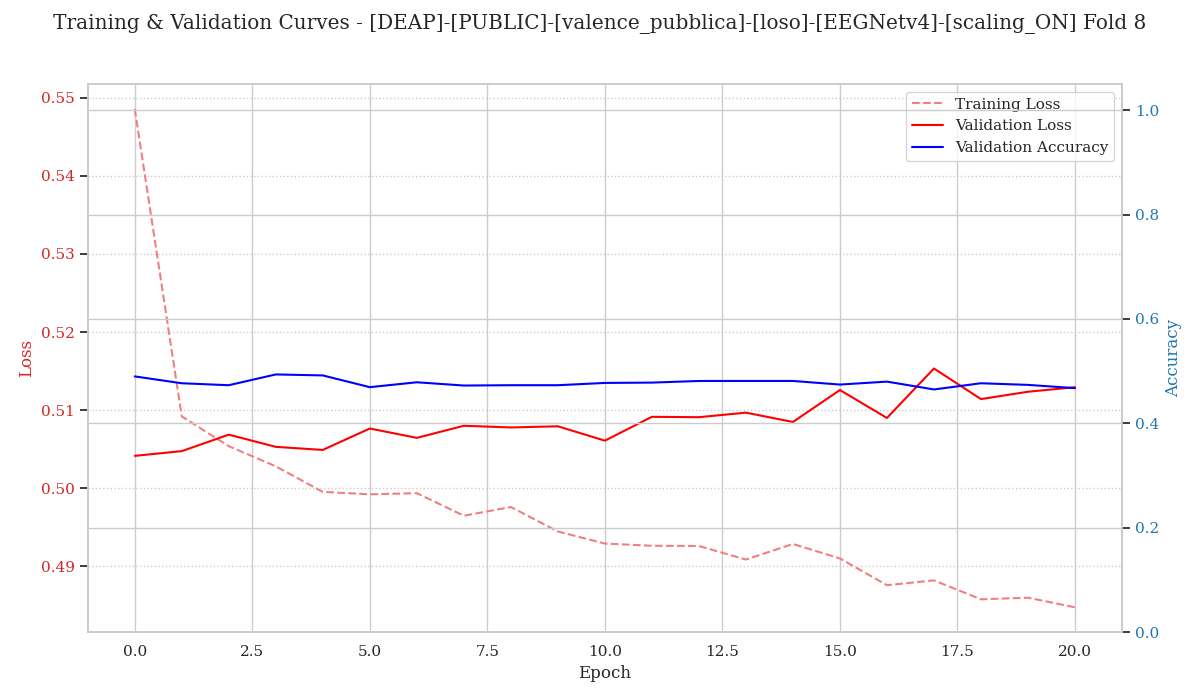 Training & Validation Curves - [DEAP]-[PUBLIC]-[valence_pubblica]-[loso]-[EEGNetv4]-[scaling_ON] Fold 8
Training Loss
Validation Loss
Validation Accuracy
0.55
0.54
0.53
0.52
0.51
0.50
0.49
Loss
1.0
0.8
0.6
0.4
0.2
0.0
Accuracy
0.0 2.5 5.0 7.5 10.0 12.5 15.0 17.5 20.0
Epoch